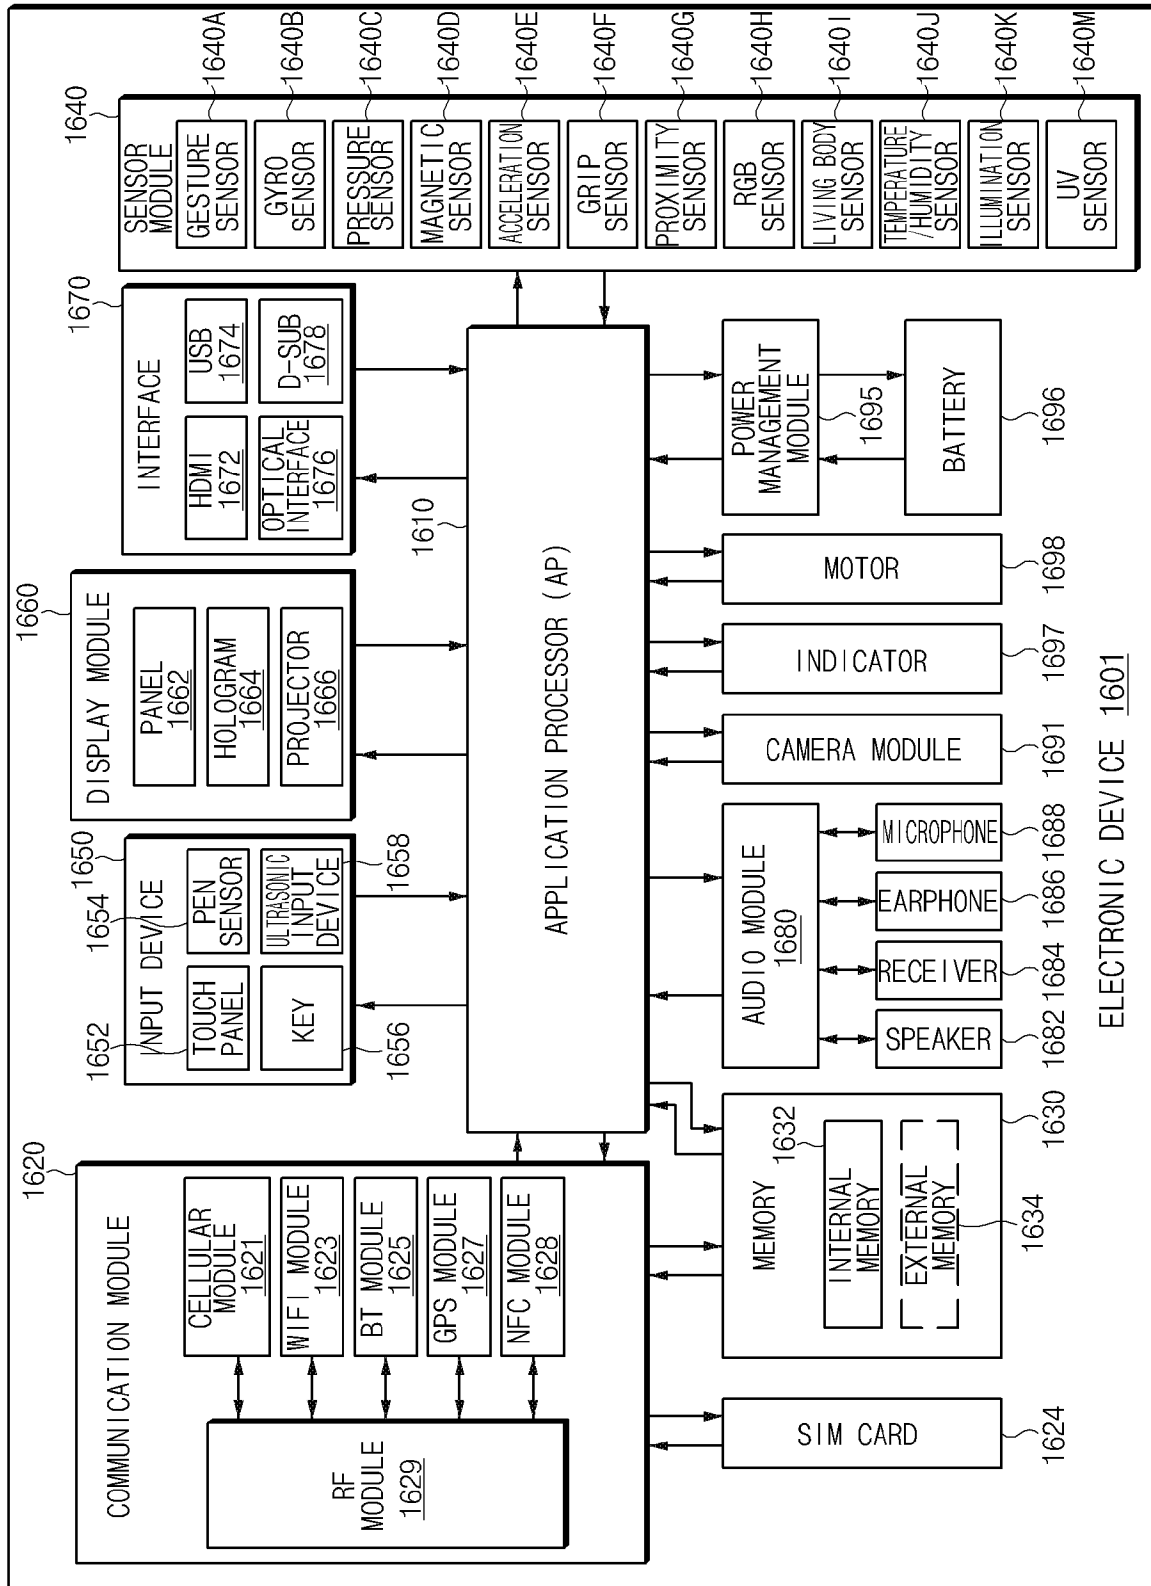 1620
COMMUNICATION MODULE
RF
MODULE
1629
CELLULAR
MODULE
1621
WIFI MODULE
1623
BT MODULE
1625
GPS MODULE
1627
NFC MODULE
1628
1650
INPUT DEVICE
1652
TOUCH
PANEL
1654
PEN
SENSOR
KEY
1656
ULTRASONIC
INPUT
DEVICE
1658
1660
DISPLAY MODULE
PANEL
1662
HOLOGRAM
1664
PROJECTOR
1666
1670
INTERFACE
HDMI
1672
USB
1674
OPTICAL
INTERFACE
1676
D-SUB
1678
1640
SENSOR
MODULE
GESTURE
SENSOR
1640A
GYRO
SENSOR
1640B
PRESSURE
SENSOR
1640C
MAGNETIC
SENSOR
1640D
ACCELERATION
SENSOR
1640E
GRIP
SENSOR
1640F
PROXIMITY
SENSOR
1640G
RGB
SENSOR
1640H
LIVING BODY
SENSOR
1640I
TEMPERATURE
/HUMIDITY
SENSOR
1640J
ILLUMINATION
SENSOR
1640K
UV
SENSOR
1640M
1610
APPLICATION PROCESSOR (AP)
SIM CARD
1624
MEMORY
1632
INTERNAL
MEMORY
EXTERNAL
MEMORY
1634
1630
AUDIO MODULE
1680
SPEAKER
1682
RECEIVER
1684
EARPHONE
1686
MICROPHONE
1688
CAMERA MODULE
1691
INDICATOR
1697
MOTOR
1698
POWER
MANAGEMENT
MODULE
1695
BATTERY
1696
ELECTRONIC DEVICE 1601